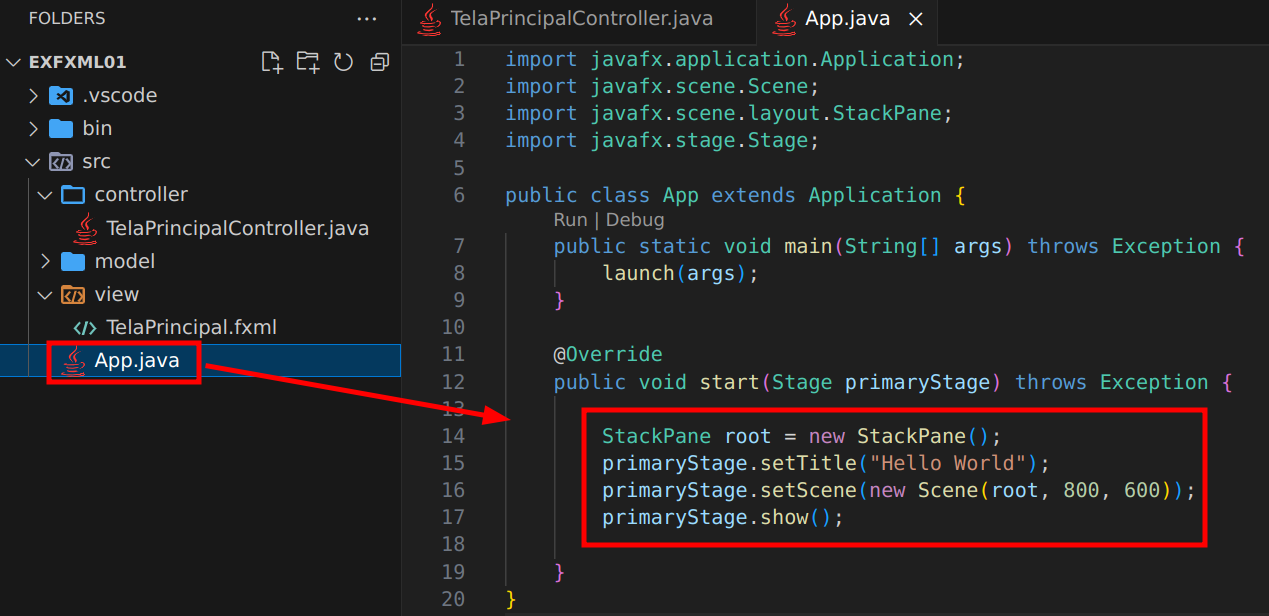 FOLDERS
EXFXML01
.vscode
bin
src
controller
TelaPrincipalController.java
model
view
TelaPrincipal.fxml
App.java
TelaPrincipalController.java App.java
1 import javafx.application.Application;
2 import javafx.scene.Scene;
3 import javafx.scene.layout.StackPane;
4 import javafx.stage.Stage;
5
6 public class App extends Application {
Run | Debug
7 public static void main(String[] args) throws Exception {
8 launch(args);
9 }
10
11 @Override
12 public void start(Stage primaryStage) throws Exception {
13
14 StackPane root = new StackPane();
15 primaryStage.setTitle("Hello World");
16 primaryStage.setScene(new Scene(root, 800, 600));
17 primaryStage.show();
18
19 }
20 }